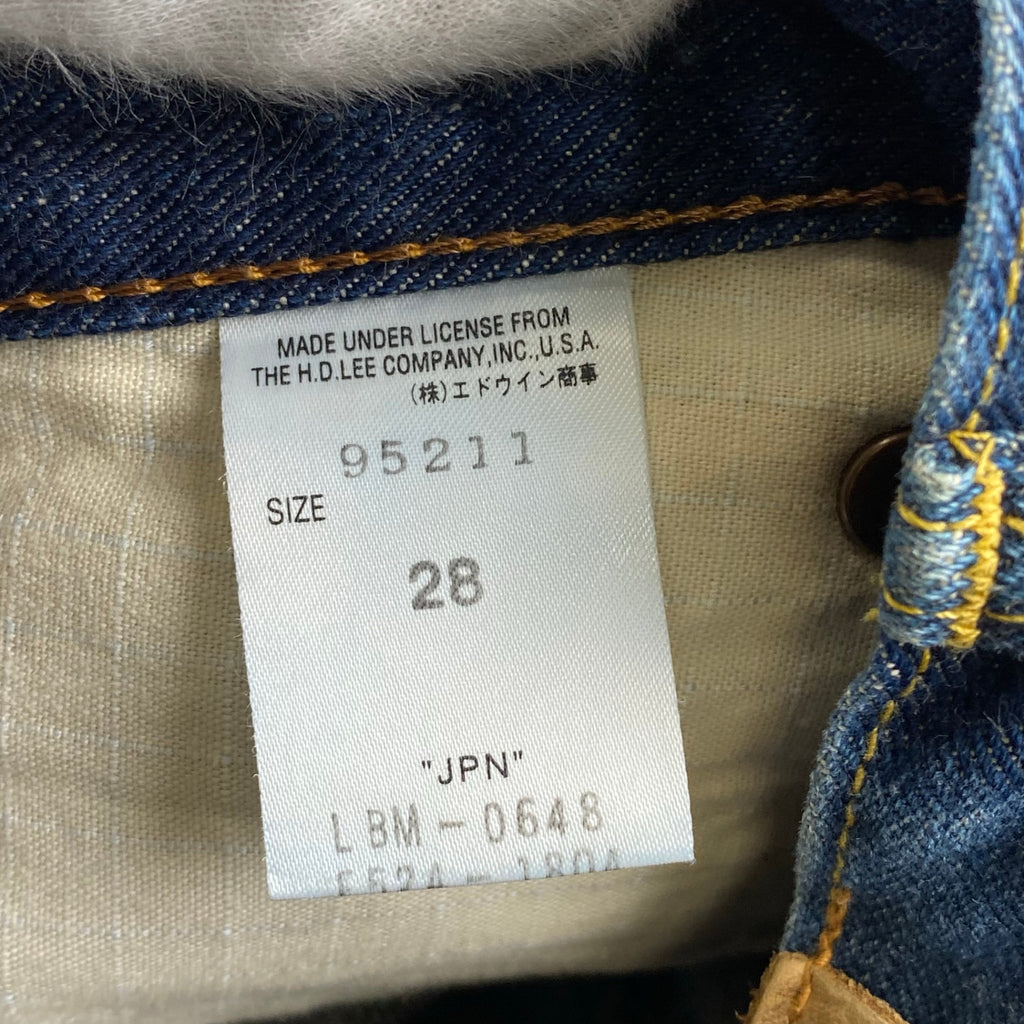 MADE UNDER LICENSE FROM
THE H.D.LEE COMPANY,INC.,U.S.A.
(株)エドウイン商事
95211
SIZE
28
"JPN"
LBM-0648